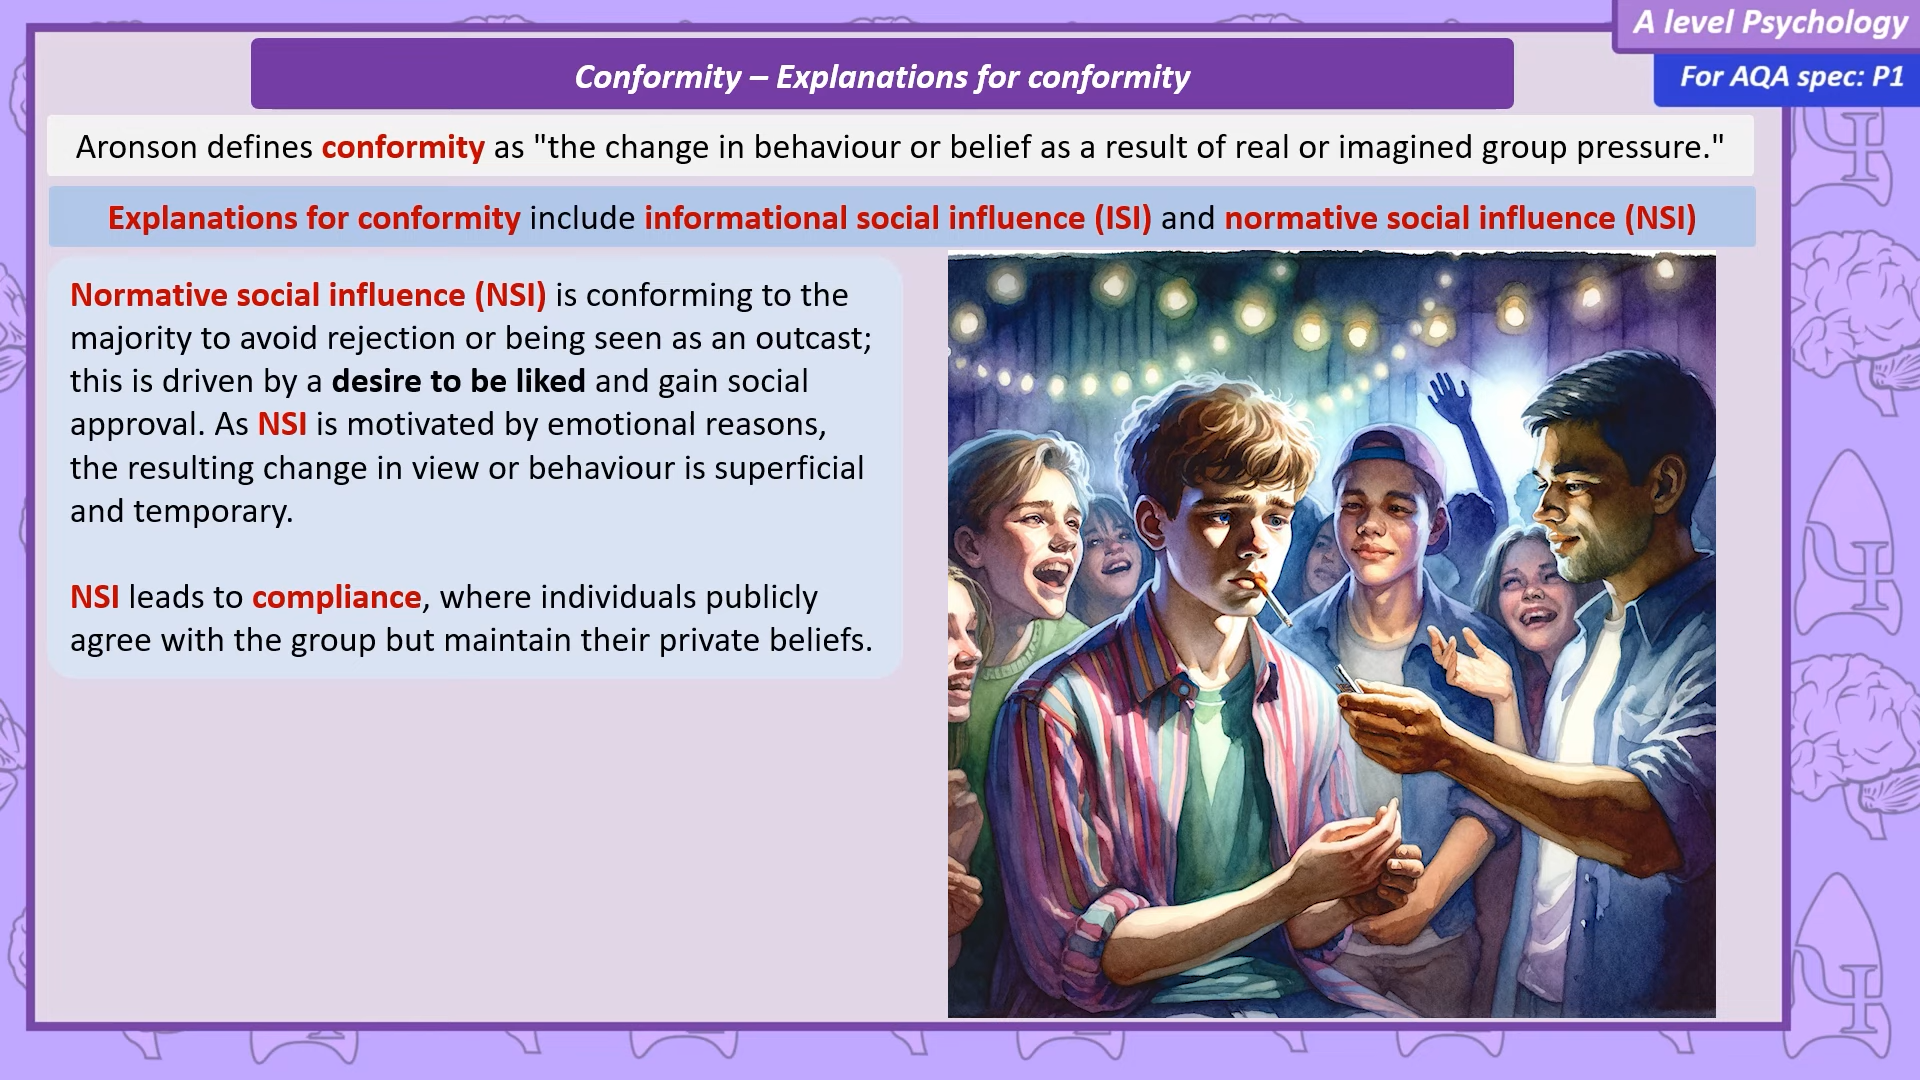 A level Psychology
For AQA spec: P1
Conformity – Explanations for conformity
Aronson defines conformity as "the change in behaviour or belief as a result of real or imagined group pressure."
Explanations for conformity include informational social influence (ISI) and normative social influence (NSI)
Normative social influence (NSI) is conforming to the
majority to avoid rejection or being seen as an outcast;
this is driven by a desire to be liked and gain social
approval. As NSI is motivated by emotional reasons,
the resulting change in view or behaviour is superficial
and temporary.
NSI leads to compliance, where individuals publicly
agree with the group but maintain their private beliefs.